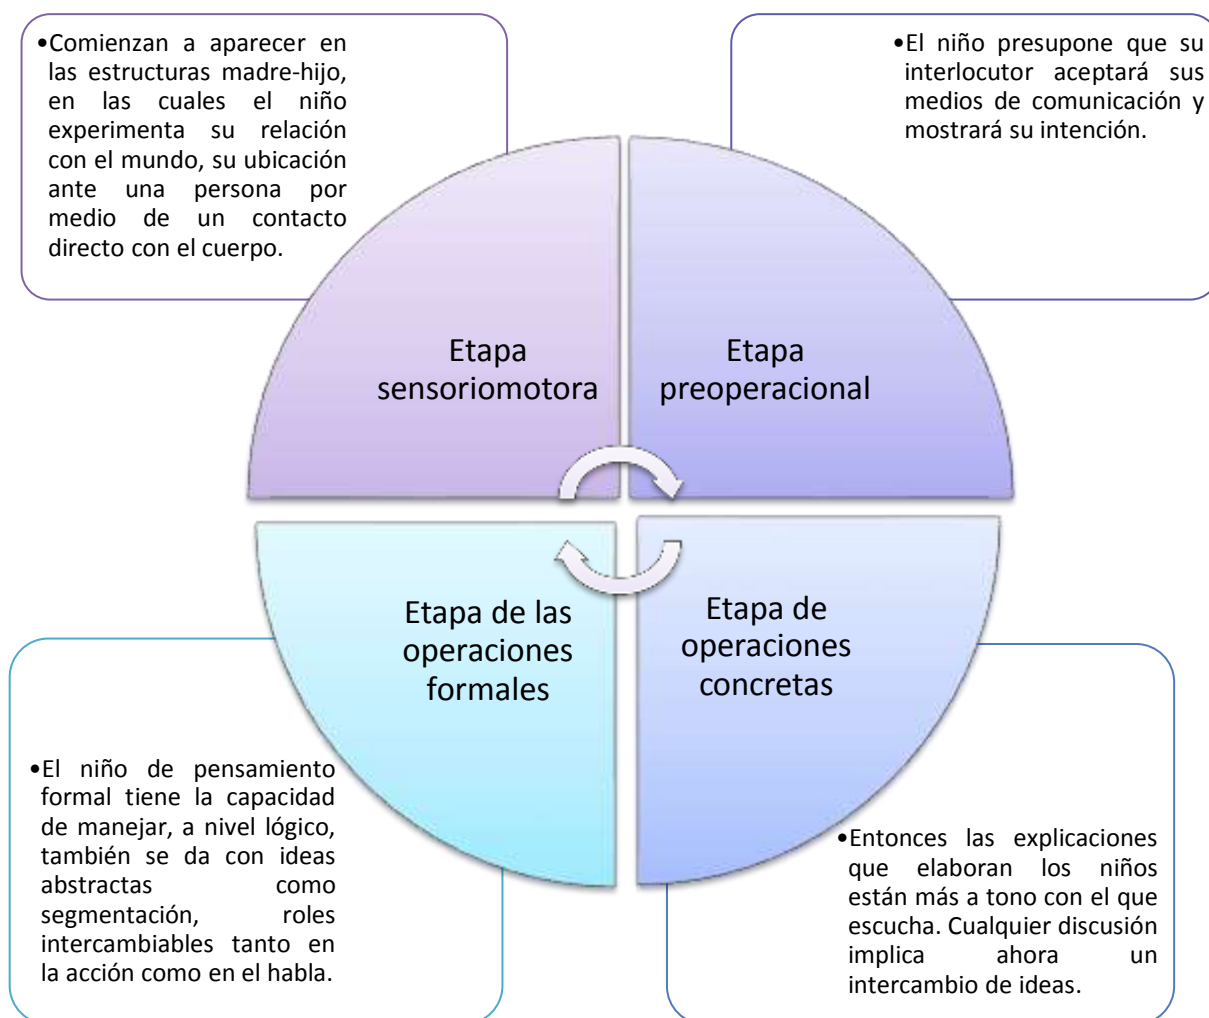 •Comienzan a aparecer en
las estructuras madre-hijo,
en las cuales el niño
experimenta su relación
con el mundo, su ubicación
ante una persona por
medio de un contacto
directo con el cuerpo.
•El niño presupone que su
interlocutor aceptará sus
medios de comunicación y
mostrará su intención.
Etapa
sensoriomotora
Etapa
preoperacional
Etapa de las
operaciones
formales
Etapa de
operaciones
concretas
•El niño de pensamiento
formal tiene la capacidad
de manejar, a nivel lógico,
también se da con ideas
abstractas como
segmentación, roles
intercambiables tanto en
la acción como en el habla.
•Entonces las explicaciones
que elaboran los niños
están más a tono con el que
escucha. Cualquier discusión
implica ahora un
intercambio de ideas.